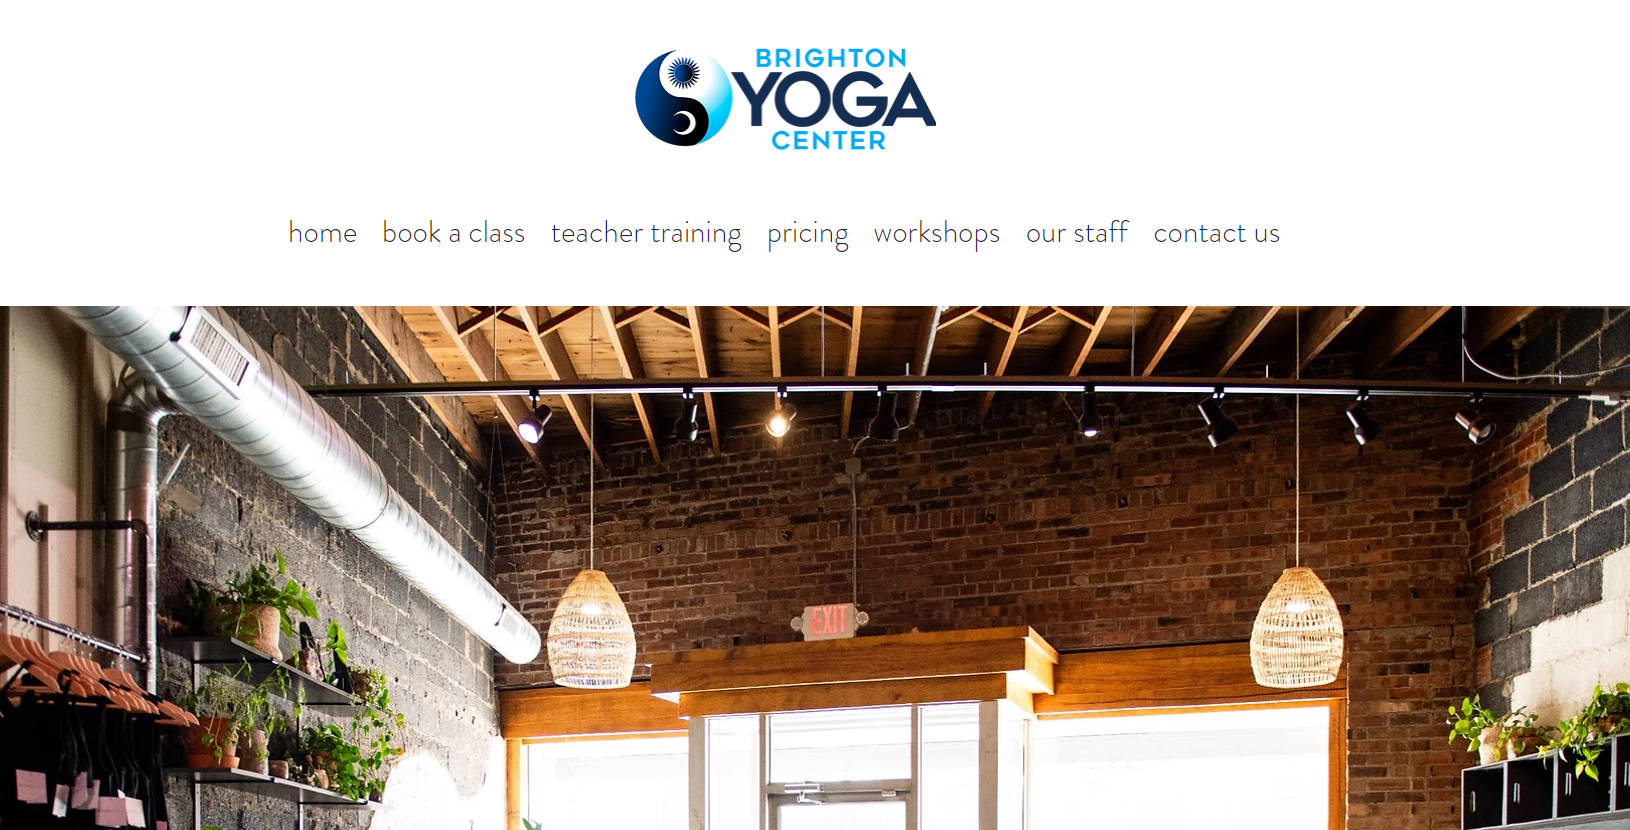 BRIGHTON
YOGA
CENTER
home book a class teacher training pricing workshops our staff contact us
EXIT